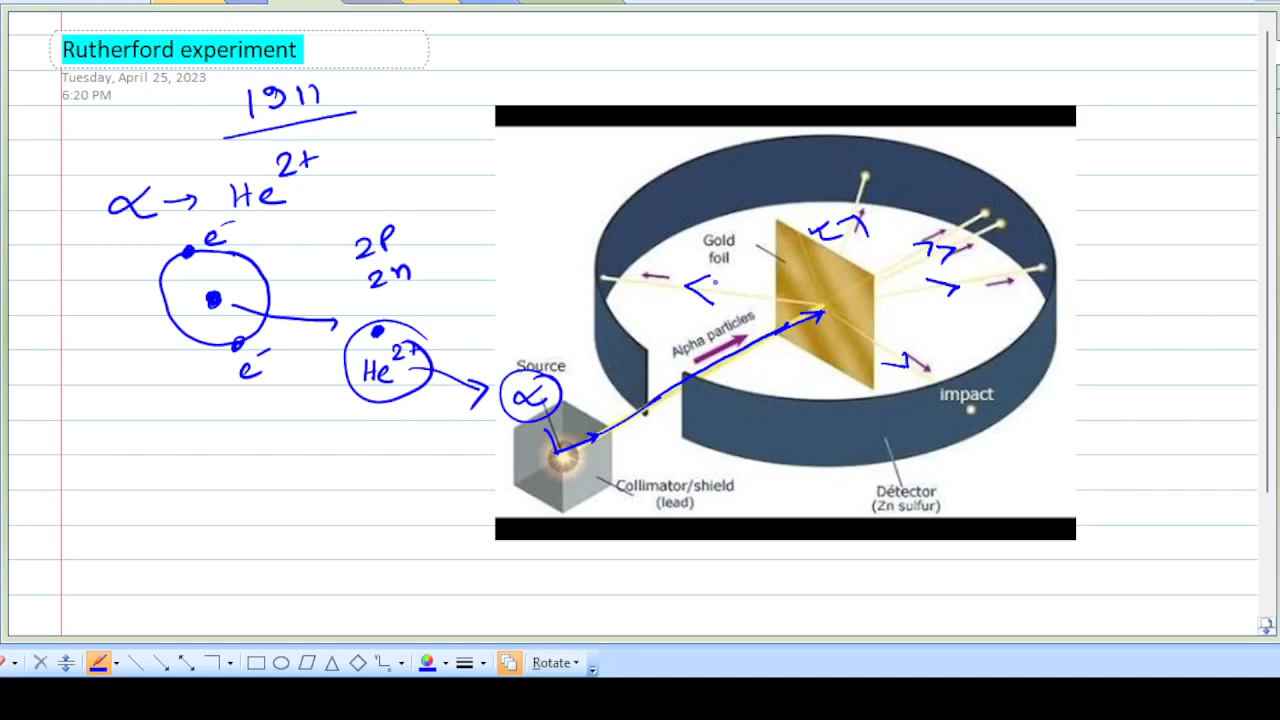 Rutherford experiment
Tuesday, April 25, 2023
6:20 PM
1911
α → He2+
e-
2P
2n
e-
He2+
α
Gold
foil
Alpha particles
Source
impact
Collimator/shield
(lead)
Détector
(Zn sulfur)
Rotate